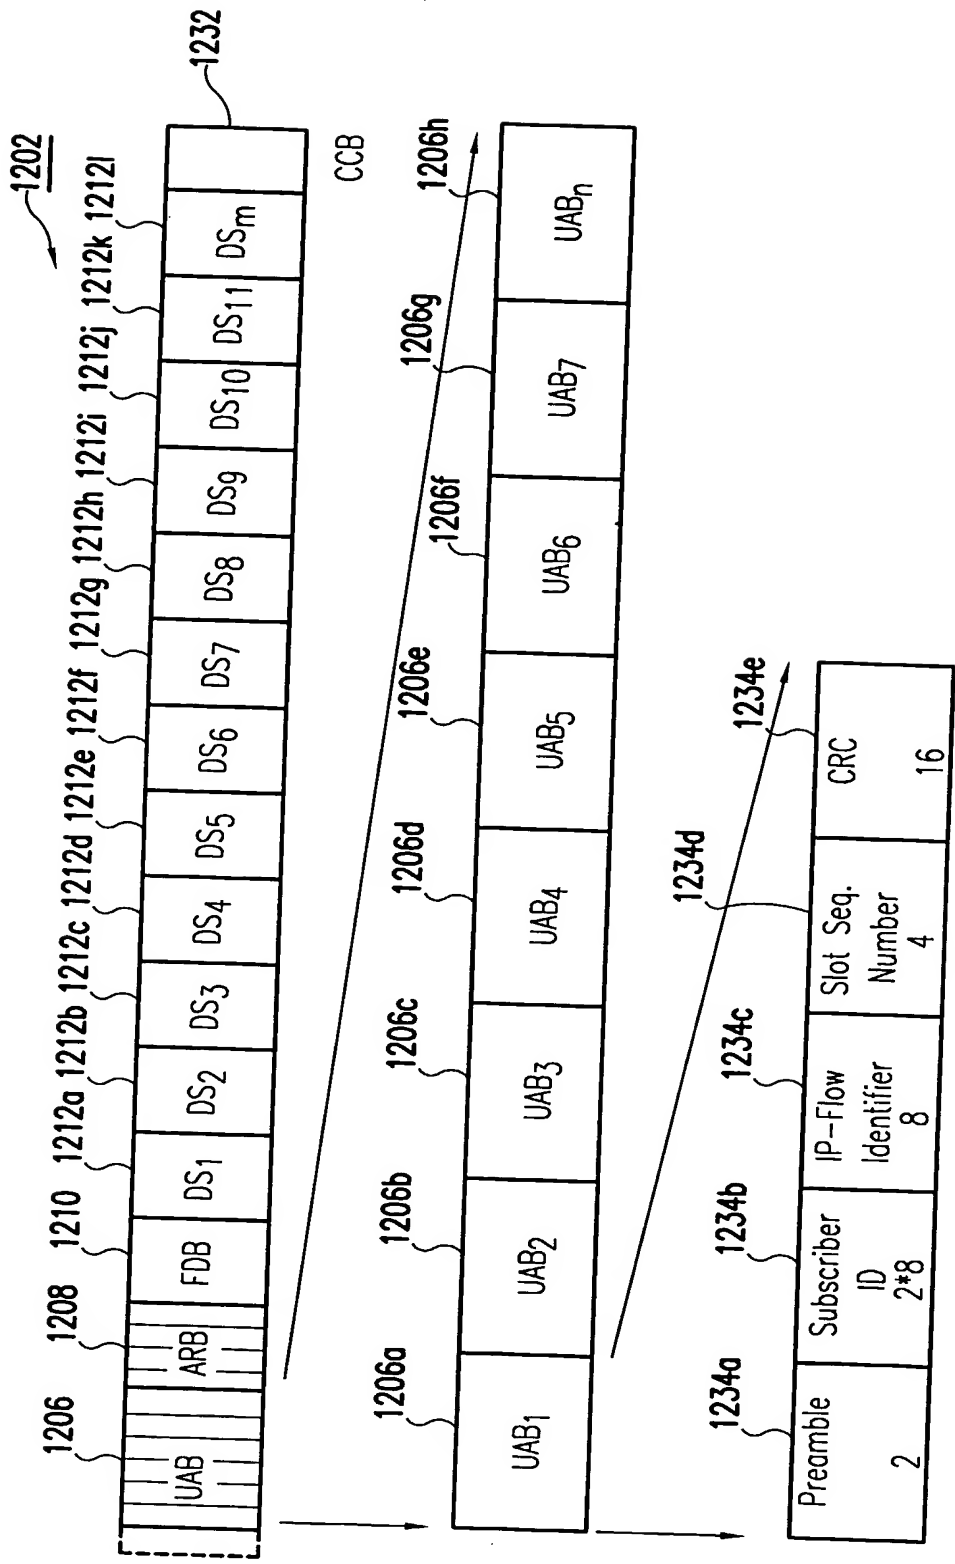 1202
1206 1208 1210 1212a 1212b 1212c 1212d 1212e 1212f 1212g 1212h 1212i 1212j 1212k 1212l 1232
UAB ARB FDB DS1 DS2 DS3 DS4 DS5 DS6 DS7 DS8 DS9 DS10 DS11 DSm
CCB
1206a 1206b 1206c 1206d 1206e 1206f 1206g 1206h
UAB1 UAB2 UAB3 UAB4 UAB5 UAB6 UAB7 UABn
1234a 1234b 1234c 1234d 1234e
Preamble
2
Subscriber
ID
2*8
IP-Flow
Identifier
8
Slot Seq.
Number
4
CRC
16